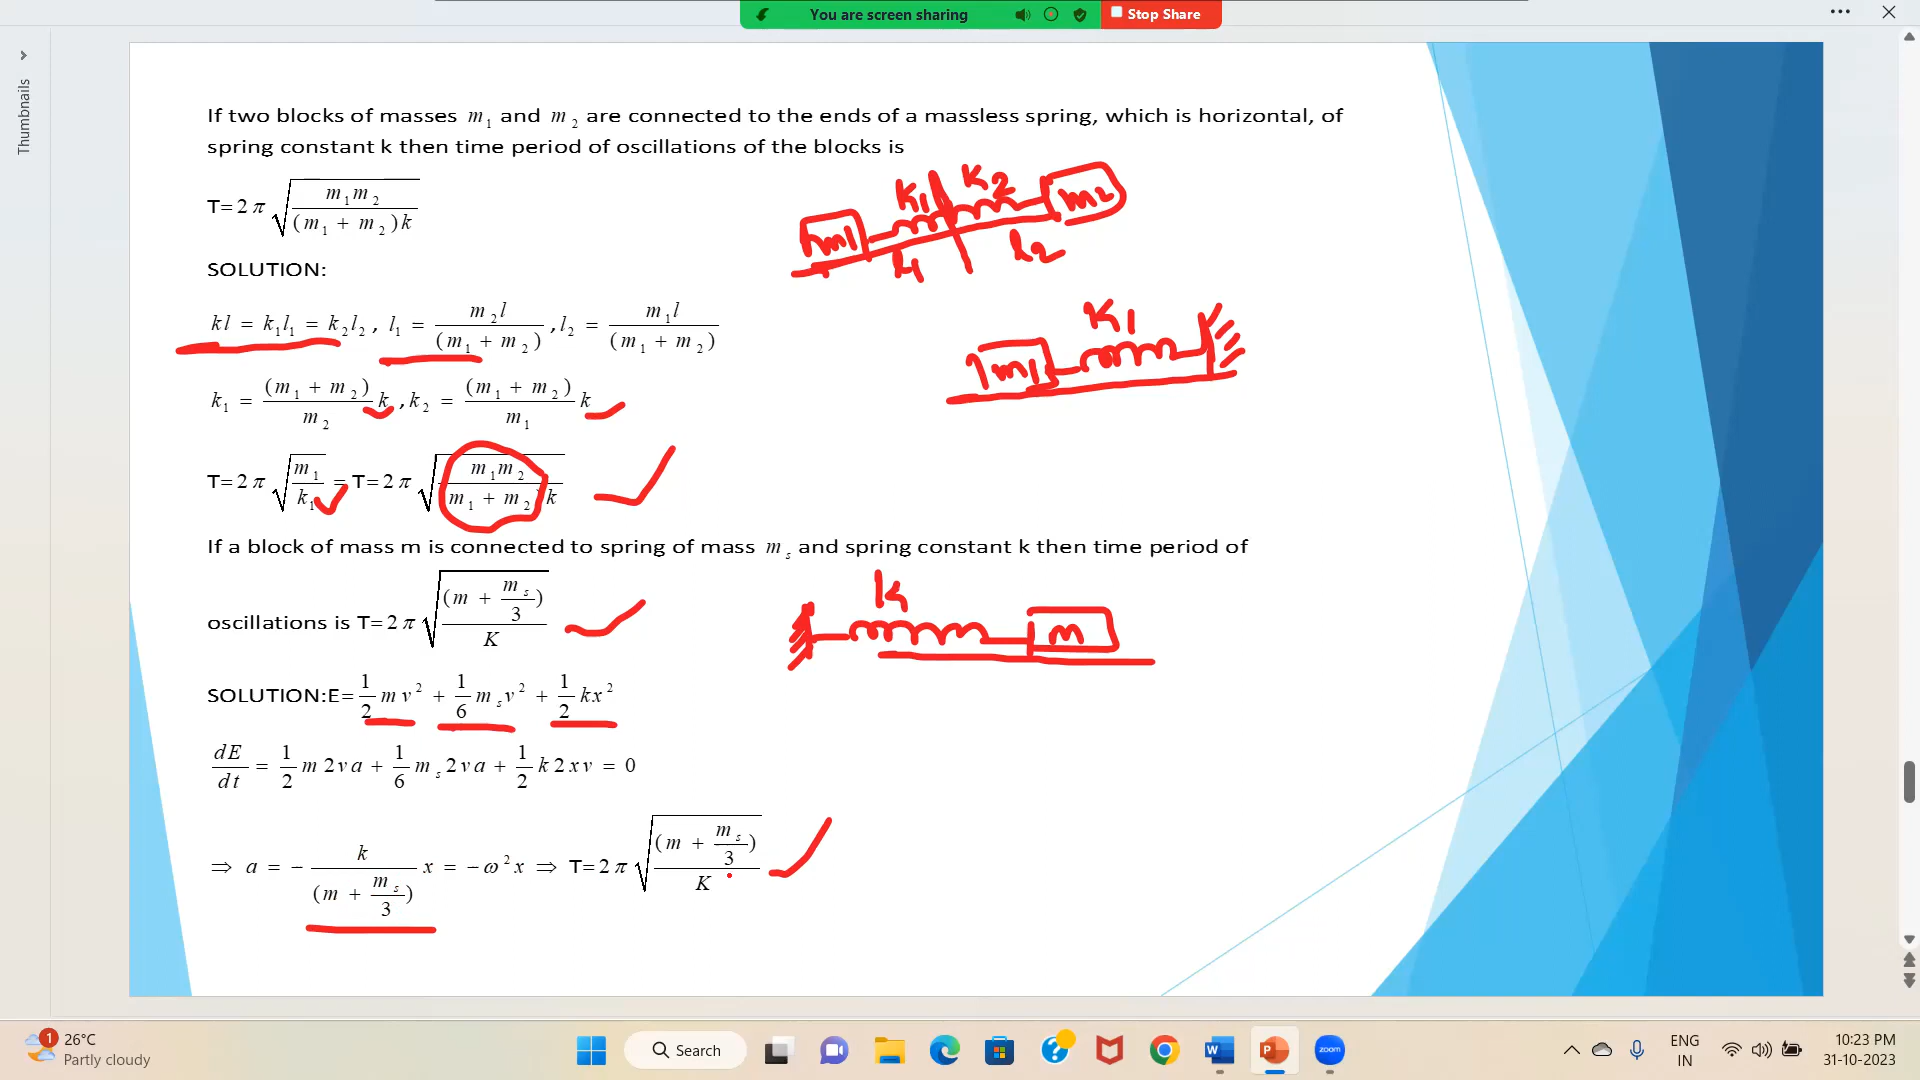 You are screen sharing
Stop Share
Thumbnails
If two blocks of masses m₁ and m₂ are connected to the ends of a massless spring, which is horizontal, of
spring constant k then time period of oscillations of the blocks is
T=2π√(m₁m₂/((m₁ + m₂)k))
SOLUTION:
kl = k₁l₁ = k₂l₂, l₁ = m₂l/(m₁ + m₂), l₂ = m₁l/(m₁ + m₂)
k₁ = (m₁ + m₂)/m₂ k, k₂ = (m₁ + m₂)/m₁ k
T=2π√(m₁/k₁) = T=2π√(m₁m₂/(m₁ + m₂)k)
If a block of mass m is connected to spring of mass mₛ and spring constant k then time period of
oscillations is T=2π√((m + mₛ/3)/K)
SOLUTION:E=1/2 mv² + 1/6 mₛv² + 1/2 kx²
dE/dt = 1/2 m2va + 1/6 mₛ2va + 1/2 k2xv = 0
⇒ a = − k/(m + mₛ/3) x = −ω²x ⇒ T=2π√((m + mₛ/3)/K)
K1 K2
m1 m2
l1 l2
K1
m1
k
m
1
26°C
Partly cloudy
Search
zoom
ENG
IN
10:23 PM
31-10-2023